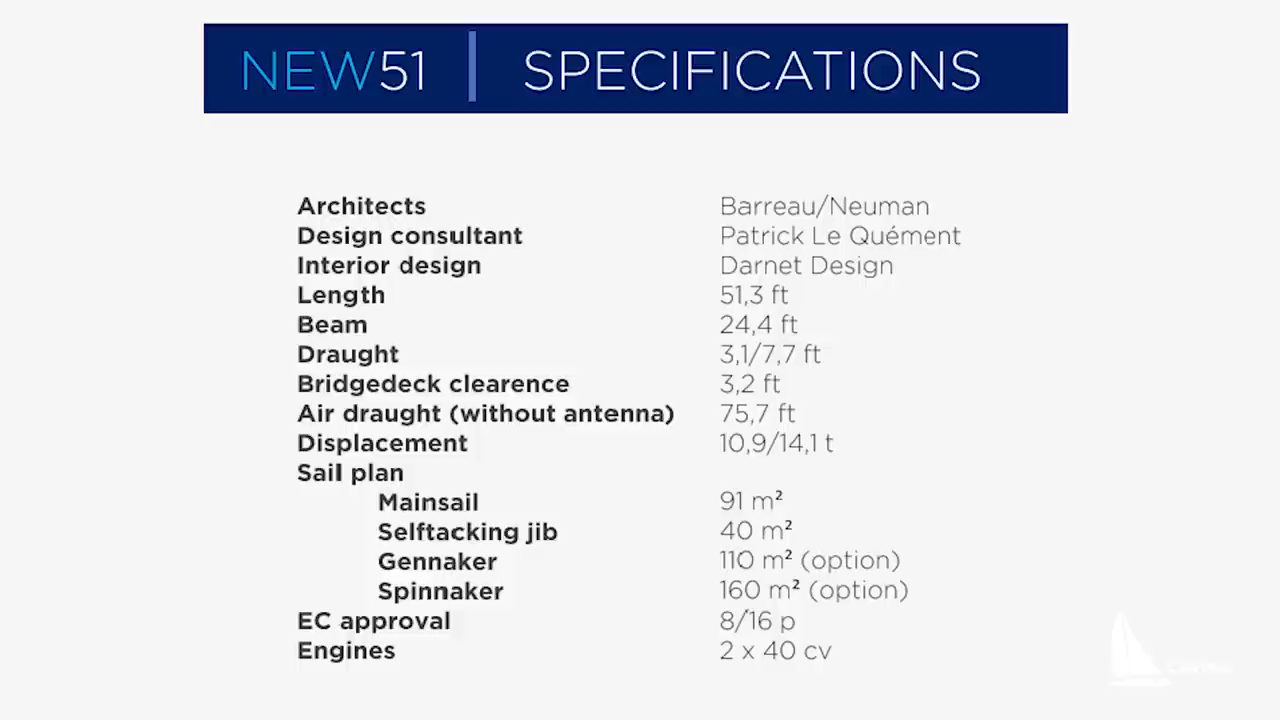 NEW51 | SPECIFICATIONS
Architects Barreau/Neuman
Design consultant Patrick Le Quément
Interior design Darnet Design
Length 51,3 ft
Beam 24,4 ft
Draught 3,1/7,7 ft
Bridgedeck clearence 3,2 ft
Air draught (without antenna) 75,7 ft
Displacement 10,9/14,1 t
Sail plan
Mainsail 91 m²
Selftacking jib 40 m²
Gennaker 110 m² (option)
Spinnaker 160 m² (option)
EC approval 8/16 p
Engines 2 x 40 cv